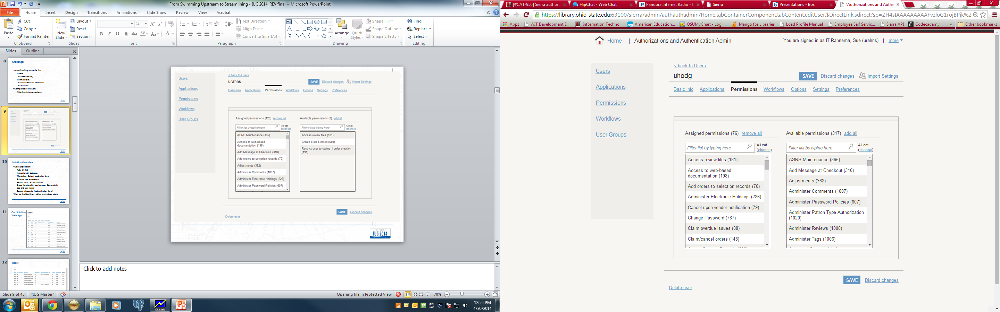 From Swimming Upstream to Streamlining - IUG 2014_REV final - Microsoft PowerPoint
File Home Insert Design Transitions Animations Slide Show Review View Acrobat
Paste
Cut
Copy
Format Painter
Clipboard
New
Slide
Layout
Reset
Section
Slides
24
B I U S abc AV Aa A
Font
Text Direction
Align Text
Convert to SmartArt
Paragraph
Arrange
Quick
Styles
Shape Fill
Shape Outline
Shape Effects
Drawing
Find
Replace
Select
Editing
Slides Outline
8
Challenges
Downloading a usable list
Users
System Security
Permissions
Monitor restricted permissions
Fiscal Close
Comparison of users
Side-by-side comparison
9
10
Solution Overview
web application
Ruby on Rails
Interacts with database
Manipulate Data at application level
Enhance user experience
Reports with click of a button
Bridge functionality gap between Sierra admin
app and user needs
Beware of security (authentication layer)
Can be built with any other technology stack
11
Our Solution:
Web App
Users
12
Users
Users
Applications
Permissions
Workflows
User Groups
< back to Users
urahns
SAVE Discard changes Import Settings
Basic Info Applications Permissions Workflows Options Settings Preferences
Assigned permissions (420) remove all
Filter list by typing here
All cat
(change)
ASRS Maintenance (365)
Access to web-based
documentation (198)
Add Message at Checkout (310)
Add orders to selection records (70)
Adjustments (362)
Administer Comments (1007)
Administer Electronic Holdings (226)
Administer Password Policies (607)
Available permissions (3) add all
Filter list by typing here
All cat
(change)
Access review files (181)
Create Lists Limited (640)
Restrict user to status 1 order creation
(191)
SAVE Discard changes
Delete user
ALLEN
PARK
DETROIT
IUG 2014
Click to add notes
Slide 9 of 45 "IUG Master"
Opening file in Protected View
70%
12:55 PM
4/30/2014
[#CAT-956] Sierra authori
HipChat - Web Chat
Pandora Internet Radio - L
Sierra
Presentations - Box
'Authorizations and Authe
https://library.ohio-state.edu:63100/sierra/admin/authauthadmin/Home,tabContainerComponent.tabContent.editUser.$DirectLink.sdirect?sp=ZH4sIAAAAAAAAAFvzloG1rojBPjk%2
Apps WIT Development D... Information Techno... American Education... OSUMyChart - Logi... Mango for Libraries Load Profile Manual Employee Self Servic... Sierra API Codecademy » Other bookmarks
Home | Authorizations and Authentication Admin
You are signed in as IT Rahnema, Sue (urahns) | more
Users
Applications
Permissions
Workflows
User Groups
< back to Users
uhodg
SAVE Discard changes Import Settings
Basic Info Applications Permissions Workflows Options Settings Preferences
Assigned permissions (76) remove all
Filter list by typing here
All cat
(change)
Access review files (181)
Access to web-based
documentation (198)
Add orders to selection records (70)
Administer Electronic Holdings (226)
Cancel upon vendor notification (79)
Change Password (787)
Claim overdue issues (88)
Claim/cancel orders (148)
Available permissions (347) add all
Filter list by typing here
All cat
(change)
ASRS Maintenance (365)
Add Message at Checkout (310)
Adjustments (362)
Administer Comments (1007)
Administer Password Policies (607)
Administer Patron Type Authorization
(1020)
Administer Reviews (1008)
Administer Tags (1006)
SAVE Discard changes
Delete user